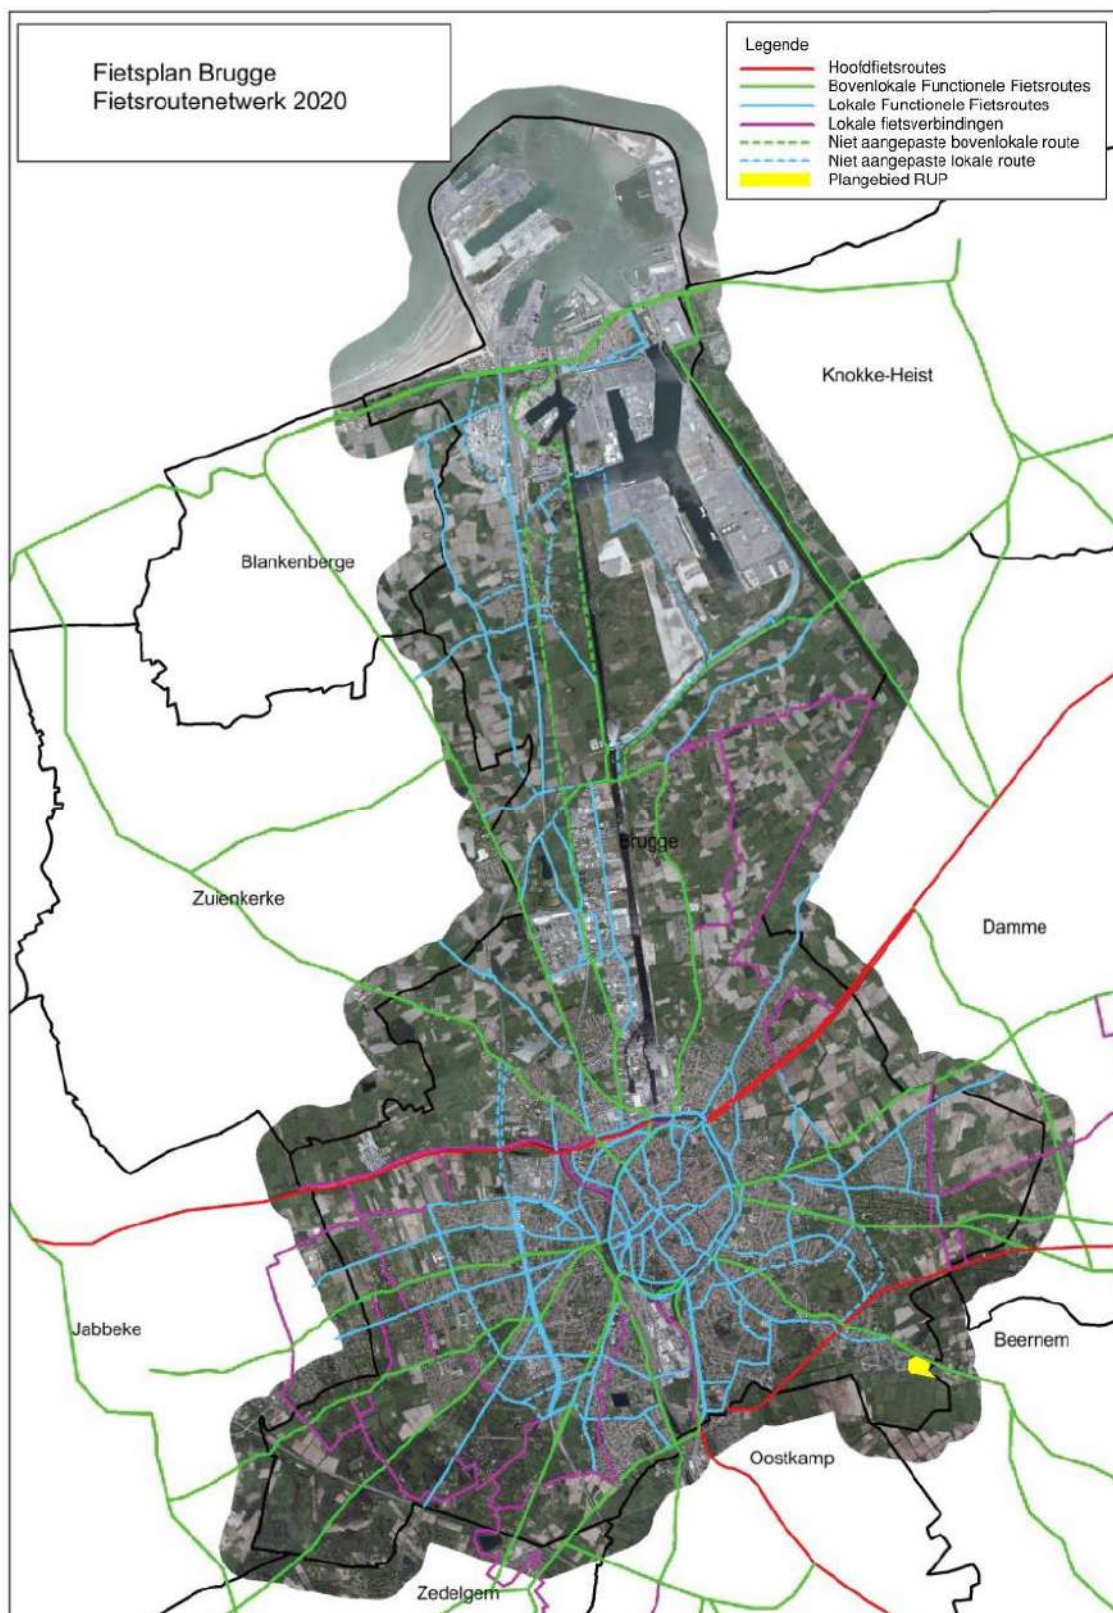 Fietsplan Brugge
Fietsroutenetwerk 2020
Legende
Hoofdfietsroutes
Bovenlokale Functionele Fietsroutes
Lokale Functionele Fietsroutes
Lokale fietsverbindingen
Niet aangepaste bovenlokale route
Niet aangepaste lokale route
Plangebied RUP
Knokke-Heist
Blankenberge
Brugge
Zuienkerke
Damme
Jabbeke
Beernem
Oostkamp
Zedelgem